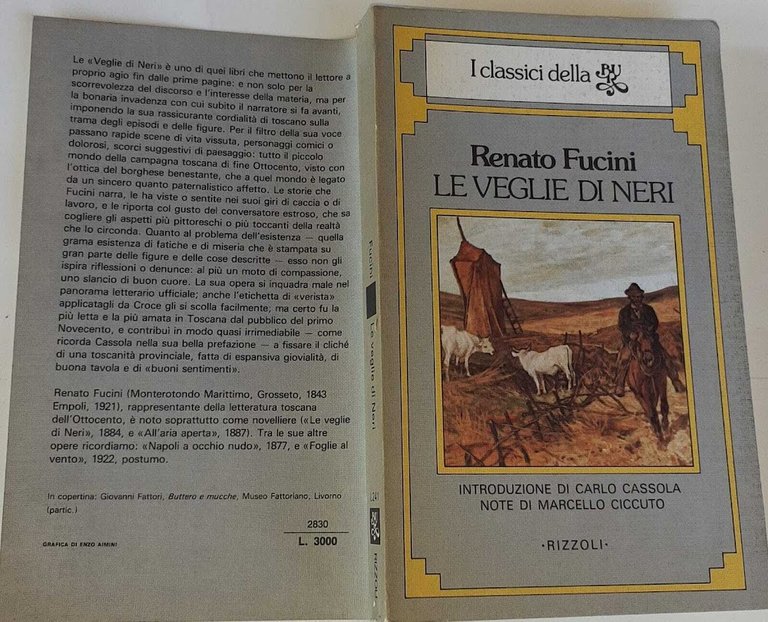 Le «Veglie di Neri» è uno di quei libri che mettono il lettore a
proprio agio fin dalle prime pagine: e non solo per la
scorrevolezza del discorso e l'interesse della materia, ma per
la bonaria invadenza con cui subito il narratore si fa avanti,
imponendo la sua rassicurante cordialità di toscano sulla
trama degli episodi e delle figure. Per il filtro della sua voce
passano rapide scene di vita vissuta, personaggi comici o
dolorosi, scorci suggestivi di paesaggio: tutto il piccolo
mondo della campagna toscana di fine Ottocento, visto con
l'ottica del borghese benestante, che a quel mondo è legato
da un sincero quanto paternalistico affetto. Le storie che
Fucini narra, le ha viste o sentite nei suoi giri di caccia o di
lavoro, e le riporta col gusto del conversatore estroso, che sa
cogliere gli aspetti più pittoreschi o più toccanti della realtà
che lo circonda. Quanto al problema dell'esistenza — quella
grama esistenza di fatiche e di miseria che è stampata su
gran parte delle figure e delle cose descritte — esso non gli
ispira riflessioni o denunce: al più un moto di compassione,
uno slancio di buon cuore. La sua opera si inquadra male nel
panorama letterario ufficiale; anche l'etichetta di «verista»
applicatagli da Croce gli si scolla facilmente; ma certo fu la
più letta e la più amata in Toscana dal pubblico del primo
Novecento, e contribuì in modo quasi irrimediabile — come
ricorda Cassola nella sua bella prefazione — a fissare il cliché
di una toscanità provinciale, fatta di espansiva giovialità, di
buona tavola e di «buoni sentimenti».
Renato Fucini (Monterotondo Marittimo, Grosseto, 1843
Empoli, 1921), rappresentante della letteratura toscana
dell'Ottocento, è noto soprattutto come novelliere («Le veglie
di Neri», 1884, e «All'aria aperta», 1887). Tra le sue altre
opere ricordiamo: «Napoli a occhio nudo», 1877, e «Foglie al
vento», 1922, postumo.
In copertina: Giovanni Fattori, Buttero e mucche, Museo Fattoriano, Livorno
(partic.)
2830
L. 3000
GRAFICA DI ENZO AIMINI
Fucini
Le veglie di Neri
L241
RIZZOLI
I classici della BUR
Renato Fucini
LE VEGLIE DI NERI
INTRODUZIONE DI CARLO CASSOLA
NOTE DI MARCELLO CICCUTO
·RIZZOLI·